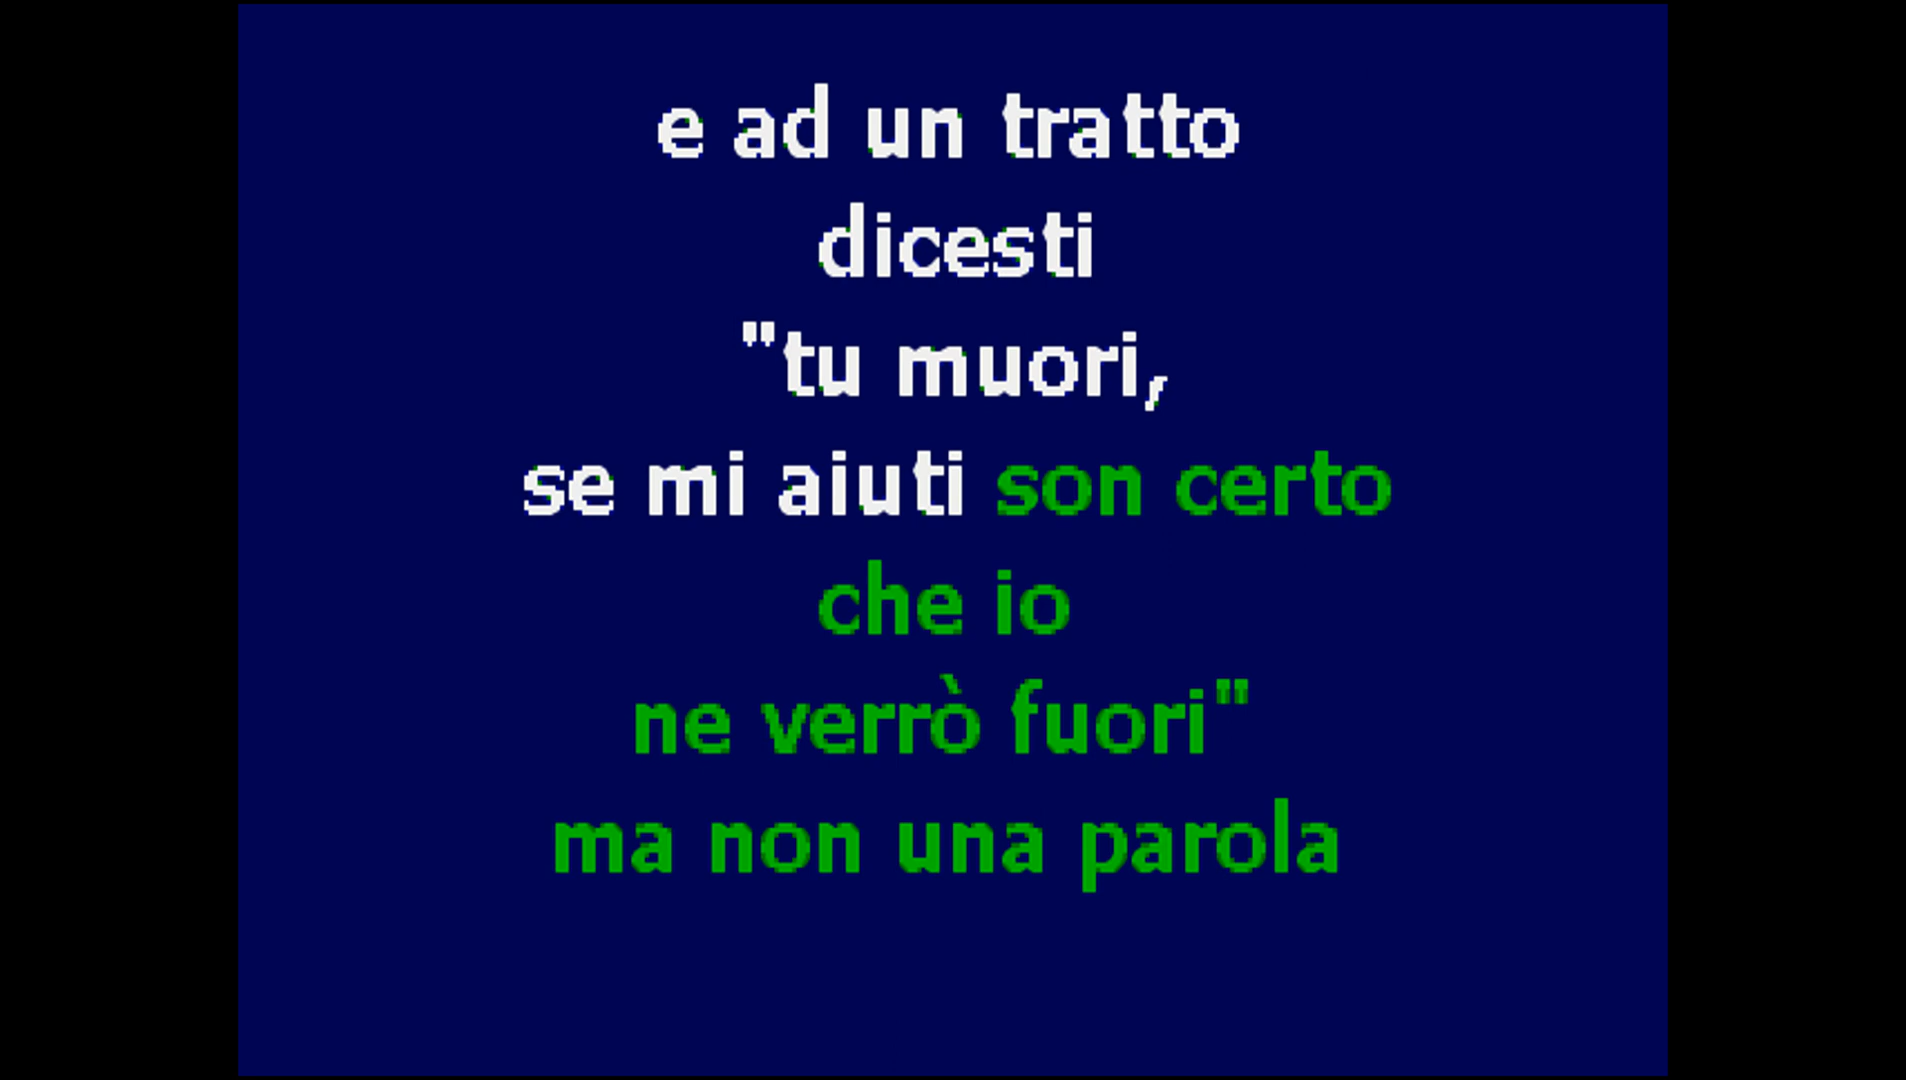 e ad un tratto
dicesti
"tu muori,
se mi aiuti son certo
che io
ne verrò fuori"
ma non una parola